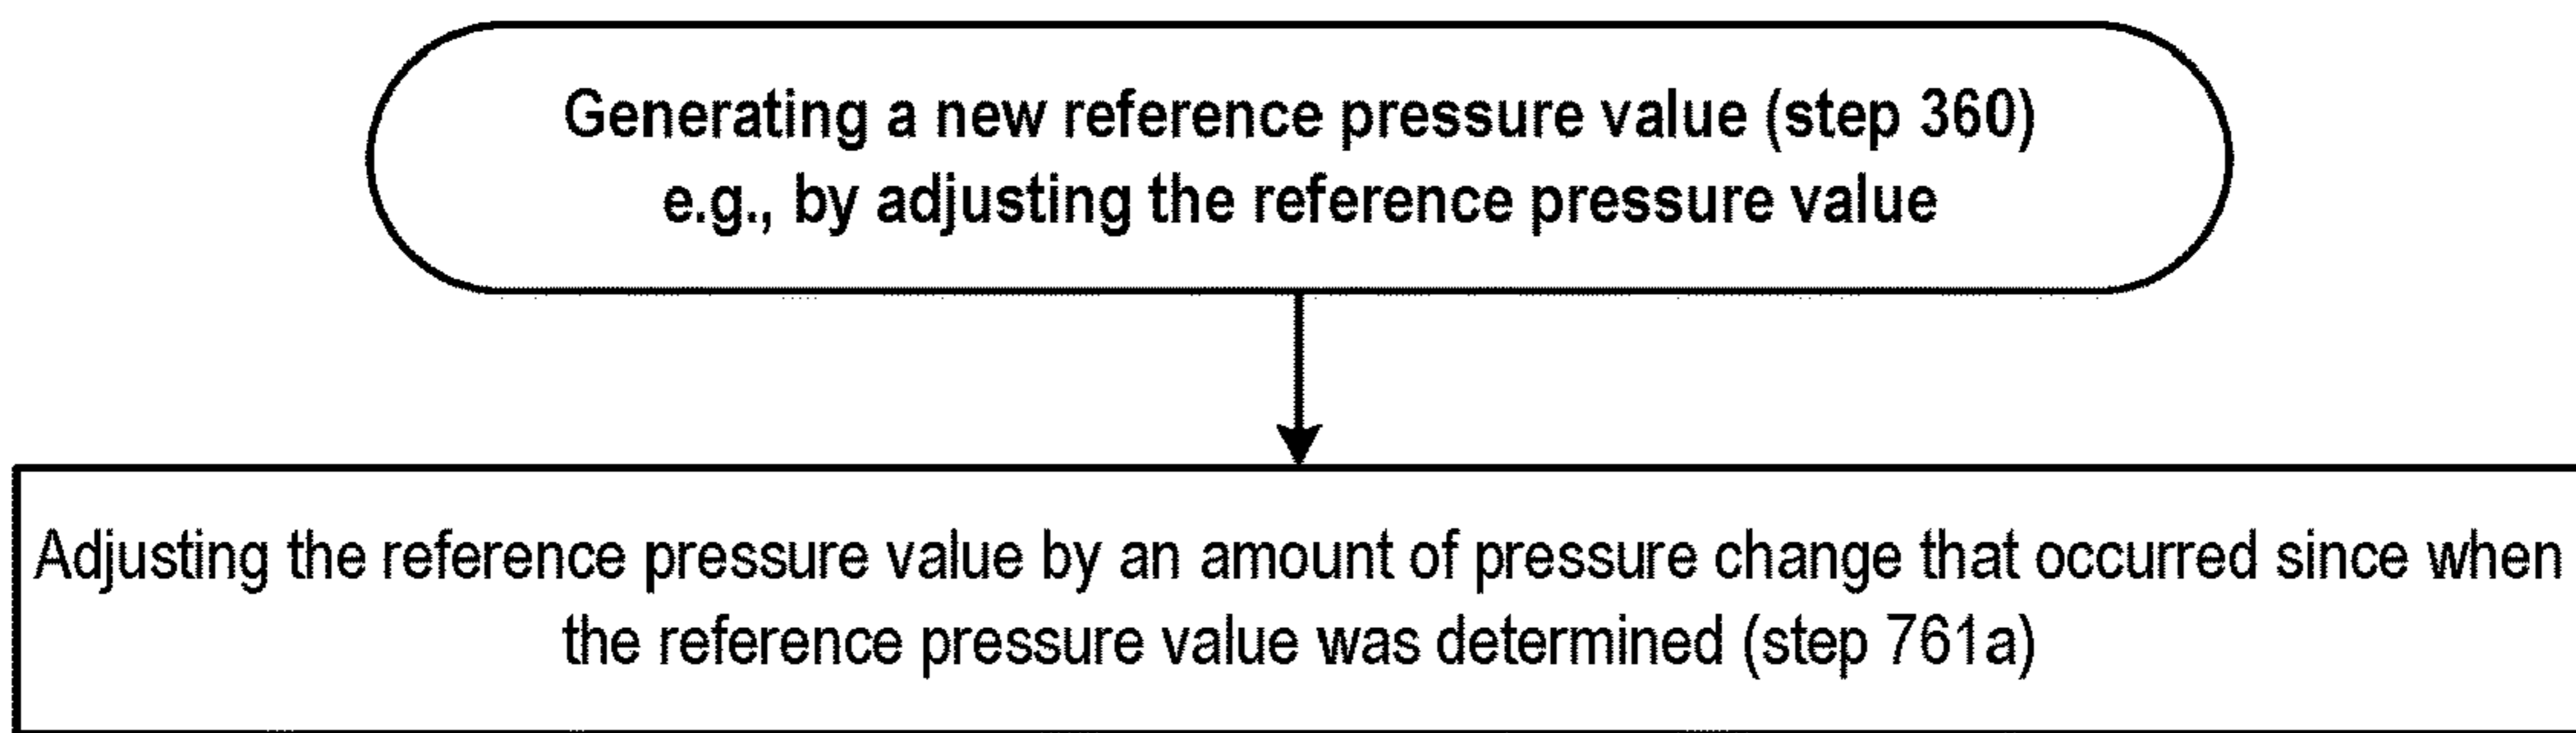 Generating a new reference pressure value (step 360)
e.g., by adjusting the reference pressure value
Adjusting the reference pressure value by an amount of pressure change that occurred since when
the reference pressure value was determined (step 761a)